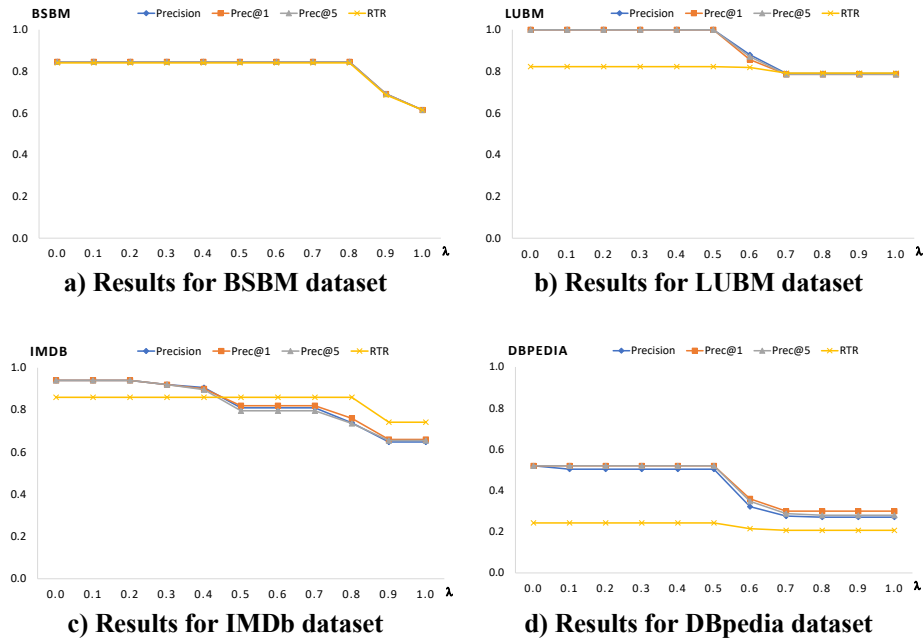 BSBM
Precision Prec@1 Prec@5 RTR
1.0
0.8
0.6
0.4
0.2
0.0
0.0 0.1 0.2 0.3 0.4 0.5 0.6 0.7 0.8 0.9 1.0 λ
a) Results for BSBM dataset
LUBM
Precision Prec@1 Prec@5 RTR
1.0
0.8
0.6
0.4
0.2
0.0
0.0 0.1 0.2 0.3 0.4 0.5 0.6 0.7 0.8 0.9 1.0 λ
b) Results for LUBM dataset
IMDB
Precision Prec@1 Prec@5 RTR
1.0
0.8
0.6
0.4
0.2
0.0
0.0 0.1 0.2 0.3 0.4 0.5 0.6 0.7 0.8 0.9 1.0 λ
c) Results for IMDb dataset
DBPEDIA
Precision Prec@1 Prec@5 RTR
1.0
0.8
0.6
0.4
0.2
0.0
0.0 0.1 0.2 0.3 0.4 0.5 0.6 0.7 0.8 0.9 1.0 λ
d) Results for DBpedia dataset